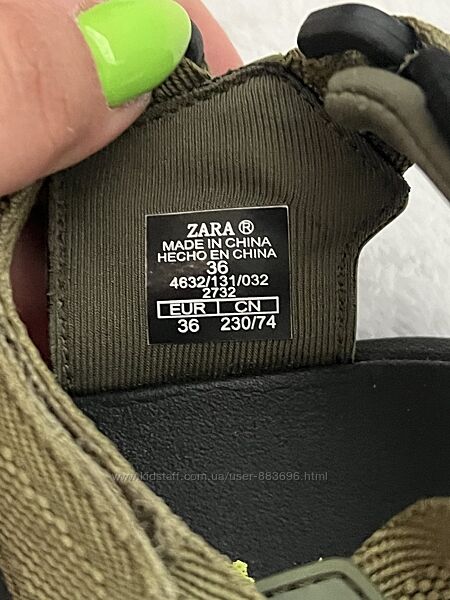 ZARA ®
MADE IN CHINA
HECHO EN CHINA
36
4632/131/032
2732
EUR CN
36 230/74
www.kidstaff.com.ua/user-883696.html